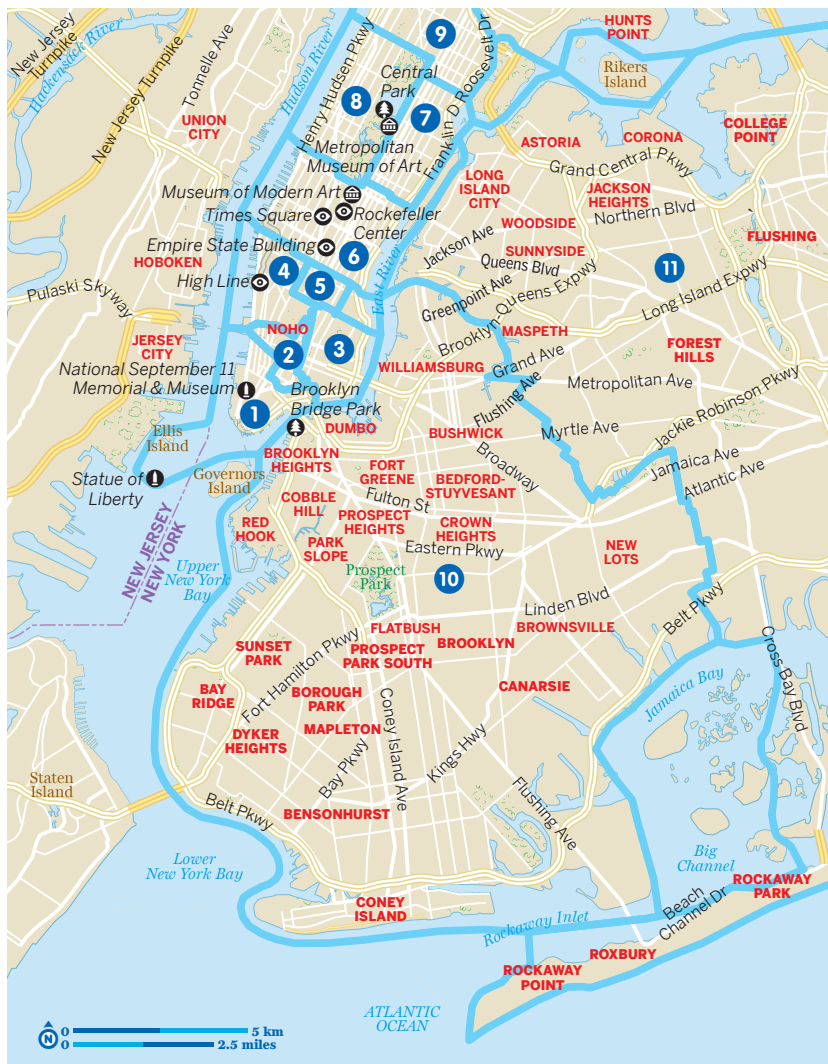 New Jersey
Turnpike
Hackensack River
New Jersey Turnpike
Tonnelle Ave
Hudson River
Henry Hudsen Pkwy
9
Franklin D Roosevelt Dr
HUNTS
POINT
Rikers
Island
Central
Park
8
7
UNION
CITY
Metropolitan
Museum of Art
ASTORIA
CORONA
COLLEGE
POINT
Grand Central Pkwy
LONG
ISLAND
CITY
JACKSON
HEIGHTS
Northern Blvd
Museum of Modern Art
Times Square
Rockefeller
Center
WOODSIDE
Jackson Ave
SUNNYSIDE
FLUSHING
Empire State Building
6
Queens Blvd
HOBOKEN
4
11
High Line
5
East River
Greenpoint Ave
Brooklyn Queens Expwy
Long Island Expwy
Pulaski Skyway
JERSEY
CITY
NOHO
2
3
MASPETH
FOREST
HILLS
National September 11
Memorial & Museum
WILLIAMSBURG
Grand Ave
Metropolitan Ave
Flushing Ave
Jackie Robinson Pkwy
1
Brooklyn
Bridge Park
DUMBO
BUSHWICK
Myrtle Ave
Ellis
Island
BROOKLYN
HEIGHTS
Broadway
Jamaica Ave
Atlantic Ave
Statue of
Liberty
Governors
Island
FORT
GREENE
BEDFORD-
STUYVESANT
COBBLE
HILL
Fulton St
RED
HOOK
PROSPECT
HEIGHTS
CROWN
HEIGHTS
NEW JERSEY
NEW YORK
PARK
SLOPE
Eastern Pkwy
NEW
LOTS
Upper
New York
Bay
Prospect
Park
10
Linden Blvd
Belt Pkwy
FLATBUSH
BROWNSVILLE
SUNSET
PARK
Fort Hamilton Pkwy
PROSPECT
PARK SOUTH
BROOKLYN
Cross Bay Blvd
BAY
RIDGE
BOROUGH
PARK
CANARSIE
Jamaica Bay
DYKER
HEIGHTS
MAPLETON
Coney Island Ave
Bay Pkwy
Kings Hwy
Staten
Island
Belt Pkwy
BENSONHURST
Flushing Ave
Lower
New York Bay
Big
Channel
ROCKAWAY
PARK
CONEY
ISLAND
Beach
Channel Dr
Rockaway Inlet
ROXBURY
ROCKAWAY
POINT
ATLANTIC
OCEAN
N
0
5 km
0
2.5 miles